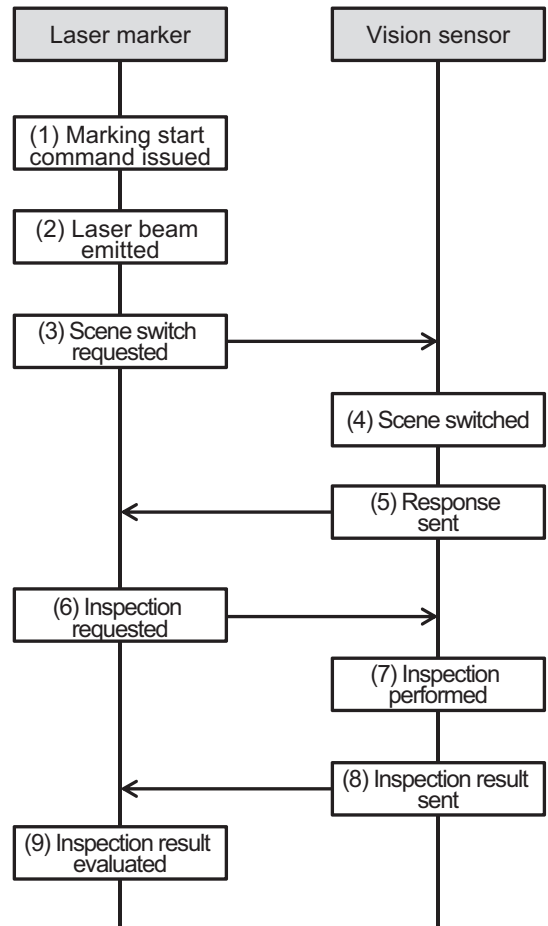 Laser marker
Vision sensor
(1) Marking start
command issued
(2) Laser beam
emitted
(3) Scene switch
requested
(4) Scene switched
(5) Response
sent
(6) Inspection
requested
(7) Inspection
performed
(8) Inspection result
sent
(9) Inspection result
evaluated